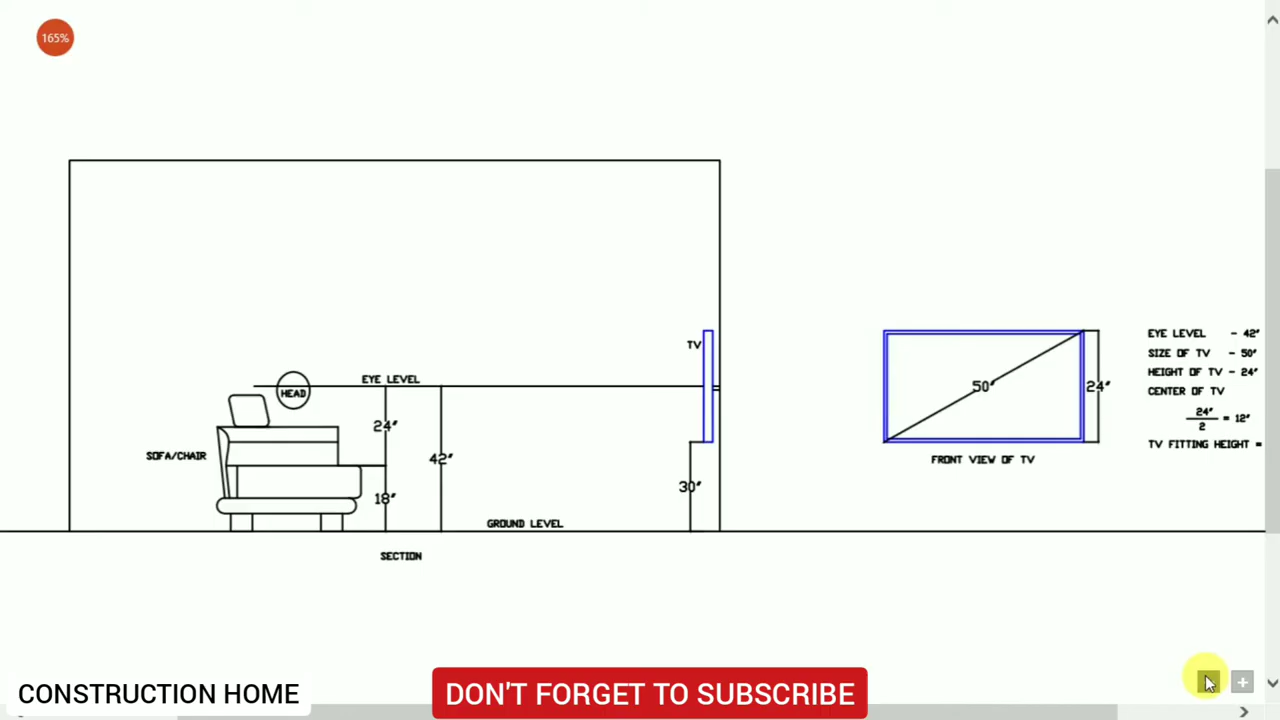 165%
TV
EYE LEVEL
HEAD
24"
42"
SOFA/CHAIR
18"
30"
GROUND LEVEL
SECTION
50"
24"
FRONT VIEW OF TV
EYE LEVEL - 42"
SIZE OF TV - 50"
HEIGHT OF TV - 24"
CENTER OF TV
24"
2
= 12"
TV FITTING HEIGHT =
CONSTRUCTION HOME
DON'T FORGET TO SUBSCRIBE